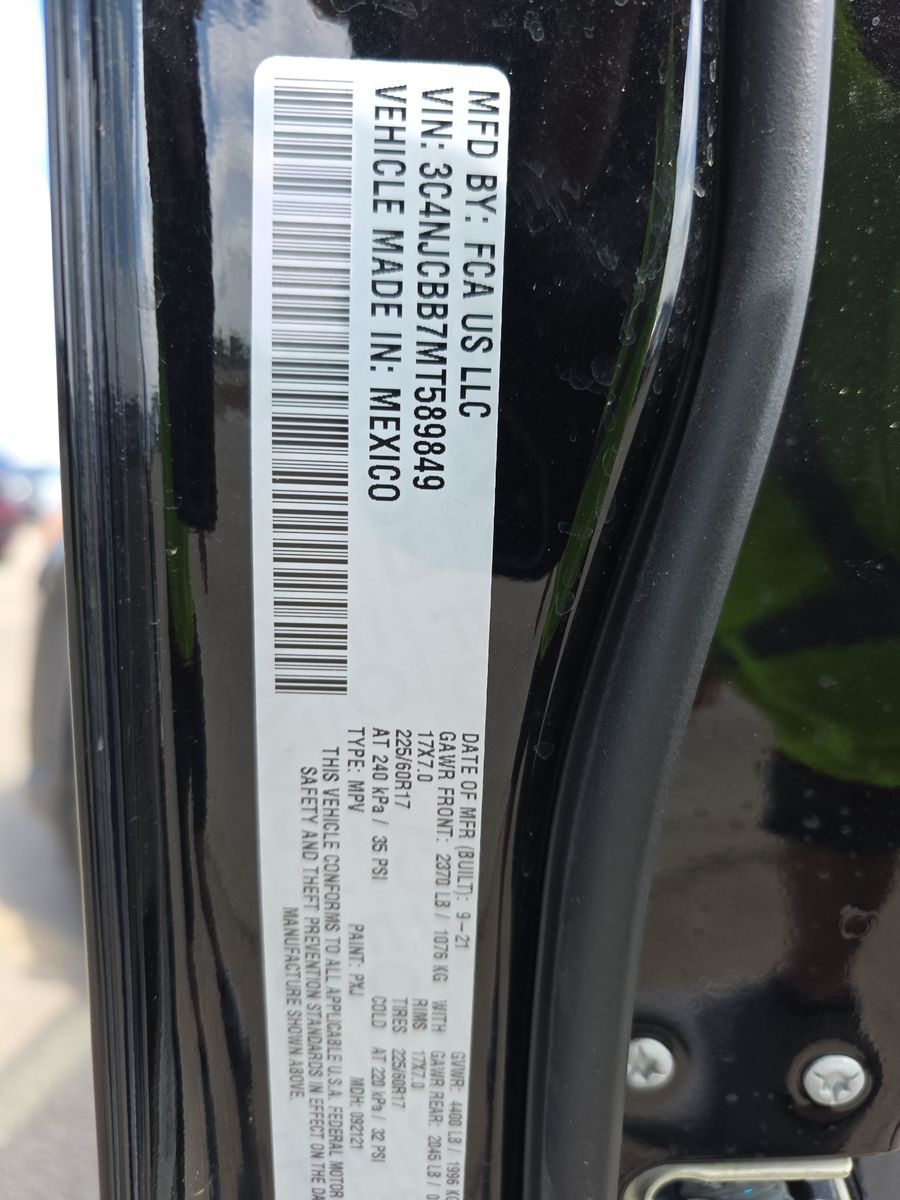 MFD BY: FCA US LLC
VIN: 3C4NJCBB7MT589849
VEHICLE MADE IN: MEXICO
DATE OF MFR (BUILT): 9-21 GVWR: 4400 LB / 1996 KG
GAWR FRONT: 2370 LB / 1076 KG WITH GAWR REAR: 2045 LB /
17X7.0 RIMS 17X7.0
225/60R17 TIRES 225/60R17
AT 240 kPa / 35 PSI COLD AT 220 kPa / 32 PSI
TYPE: MPV PAINT: PXJ MDH: 092121
THIS VEHICLE CONFORMS TO ALL APPLICABLE U.S.A. FEDERAL MOTOR
SAFETY AND THEFT PREVENTION STANDARDS IN EFFECT ON THE
MANUFACTURE SHOWN ABOVE.